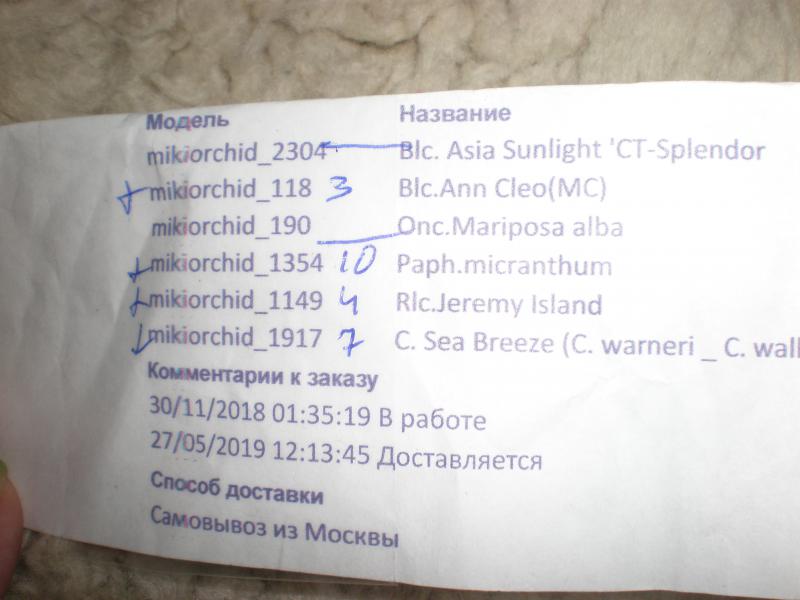 Модель Название
mikiorchid_2304 Blc. Asia Sunlight 'CT-Splendor
mikiorchid_118 3 Blc.Ann Cleo(MC)
mikiorchid_190 Onc.Mariposa alba
mikiorchid_1354 10 Paph.micranthum
mikiorchid_1149 4 Rlc.Jeremy Island
mikiorchid_1917 7 C. Sea Breeze (C. warneri _ C. wall
Комментарии к заказу
30/11/2018 01:35:19 В работе
27/05/2019 12:13:45 Доставляется
Способ доставки
Самовывоз из Москвы